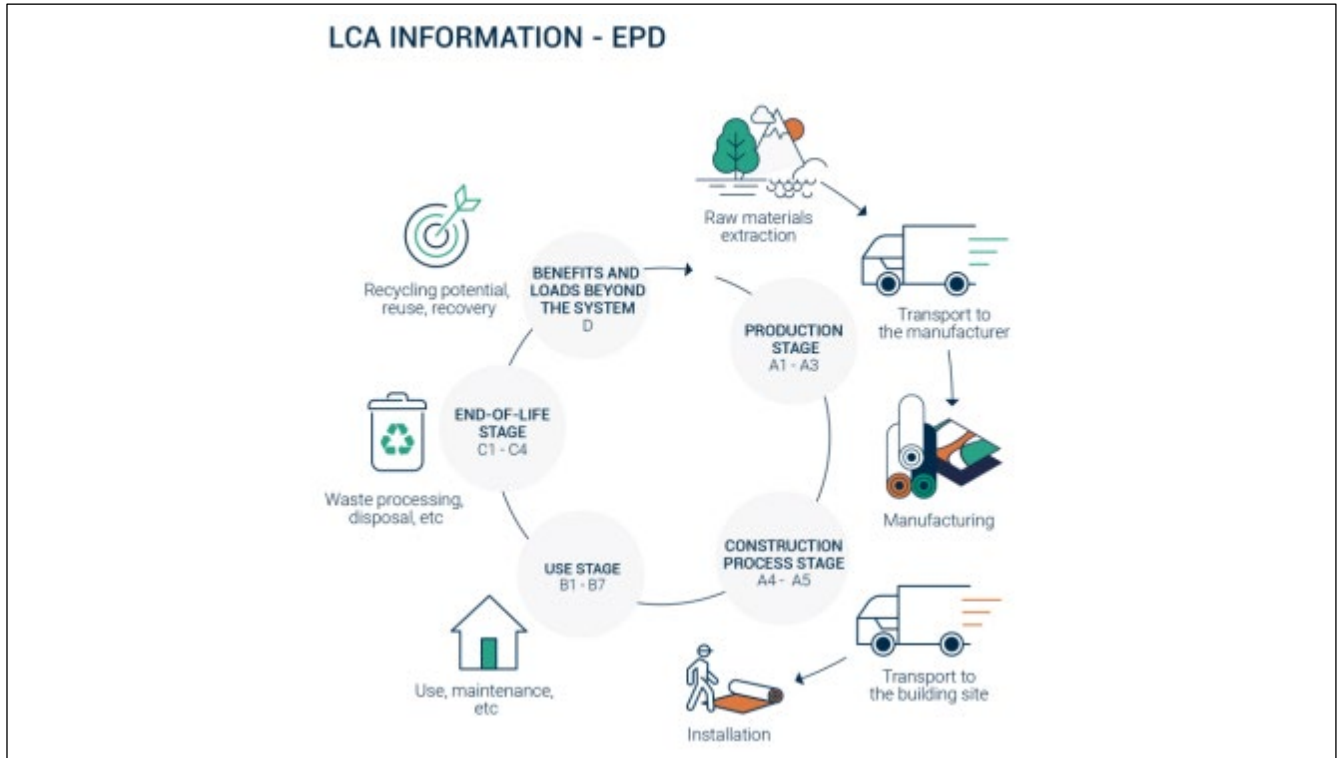 LCA INFORMATION - EPD
Raw materials
extraction
Transport to
the manufacturer
Manufacturing
PRODUCTION
STAGE
A1 - A3
CONSTRUCTION
PROCESS STAGE
A4 - A5
Transport to
the building site
Installation
USE STAGE
B1 - B7
Use, maintenance,
etc
END-OF-LIFE
STAGE
C1 - C4
Waste processing,
disposal, etc
BENEFITS AND
LOADS BEYOND
THE SYSTEM
D
Recycling potential,
reuse, recovery